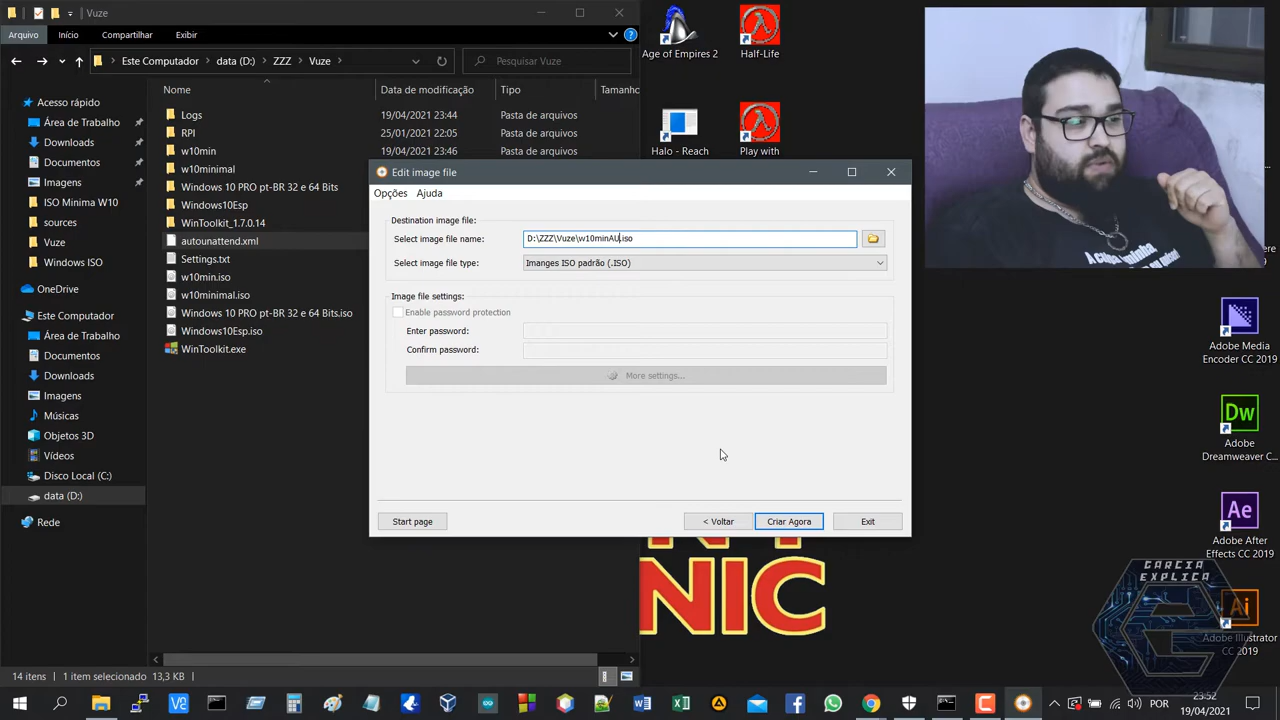 Vuze
Arquivo
Início
Compartilhar
Exibir
Este Computador
data (D:)
ZZZ
Vuze
Pesquisar Vuze
Nome
Data de modificação
Tipo
Tamanho
Acesso rápido
Área de Trabalho
Downloads
Documentos
Imagens
ISO Minima W10
sources
Vuze
Windows ISO
OneDrive
Este Computador
Área de Trabalho
Documentos
Downloads
Imagens
Músicas
Objetos 3D
Vídeos
Disco Local (C:)
data (D:)
Rede
Logs 19/04/2021 23:44 Pasta de arquivos
RPI 25/01/2021 22:05 Pasta de arquivos
w10min 19/04/2021 23:46 Pasta de arquivos
w10minimal
Windows 10 PRO pt-BR 32 e 64 Bits
Windows10Esp
WinToolkit_1.7.0.14
autounattend.xml
Settings.txt
w10min.iso
w10minimal.iso
Windows 10 PRO pt-BR 32 e 64 Bits.iso
Windows10Esp.iso
WinToolkit.exe
14 itens
1 item selecionado 13,3 KB
Edit image file
Opções
Ajuda
Destination image file:
Select image file name:
D:\ZZZ\Vuze\w10minAU.iso
Select image file type:
Imanges ISO padrão (.ISO)
Image file settings:
Enable password protection
Enter password:
Confirm password:
More settings...
Start page
< Voltar
Criar Agora
Exit
Age of Empires 2
Half-Life
Halo - Reach
Play with
NIC
Adobe Media
Encoder CC 2019
Dw
Adobe
Dreamweaver C...
Ae
Adobe After
Effects CC 2019
Ai
Adobe Illustrator
CC 2019
GARCIA
EXPLICA
POR
23:52
19/04/2021